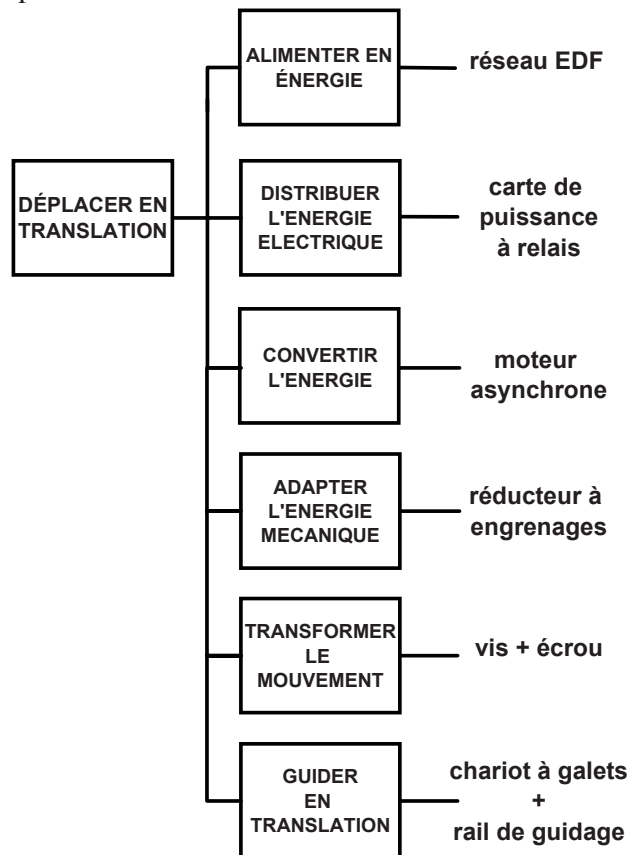 ALIMENTER EN
ÉNERGIE
réseau EDF
DÉPLACER EN
TRANSLATION
DISTRIBUER
L'ENERGIE
ELECTRIQUE
carte de
puissance
à relais
CONVERTIR
L'ENERGIE
moteur
asynchrone
ADAPTER
L'ENERGIE
MECANIQUE
réducteur à
engrenages
TRANSFORMER
LE
MOUVEMENT
vis + écrou
GUIDER
EN
TRANSLATION
chariot à galets
+
rail de guidage